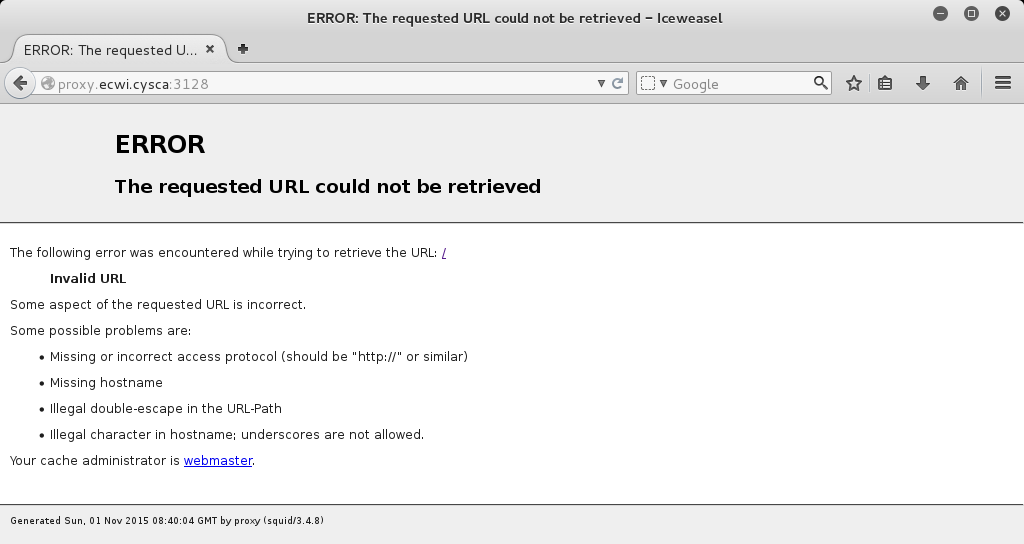 ERROR: The requested URL could not be retrieved – Iceweasel
ERROR: The requested U...
proxy.ecwi.cysca:3128
Google
ERROR
The requested URL could not be retrieved
The following error was encountered while trying to retrieve the URL: /
Invalid URL
Some aspect of the requested URL is incorrect.
Some possible problems are:
• Missing or incorrect access protocol (should be "http://" or similar)
• Missing hostname
• Illegal double-escape in the URL-Path
• Illegal character in hostname; underscores are not allowed.
Your cache administrator is webmaster.
Generated Sun, 01 Nov 2015 08:40:04 GMT by proxy (squid/3.4.8)